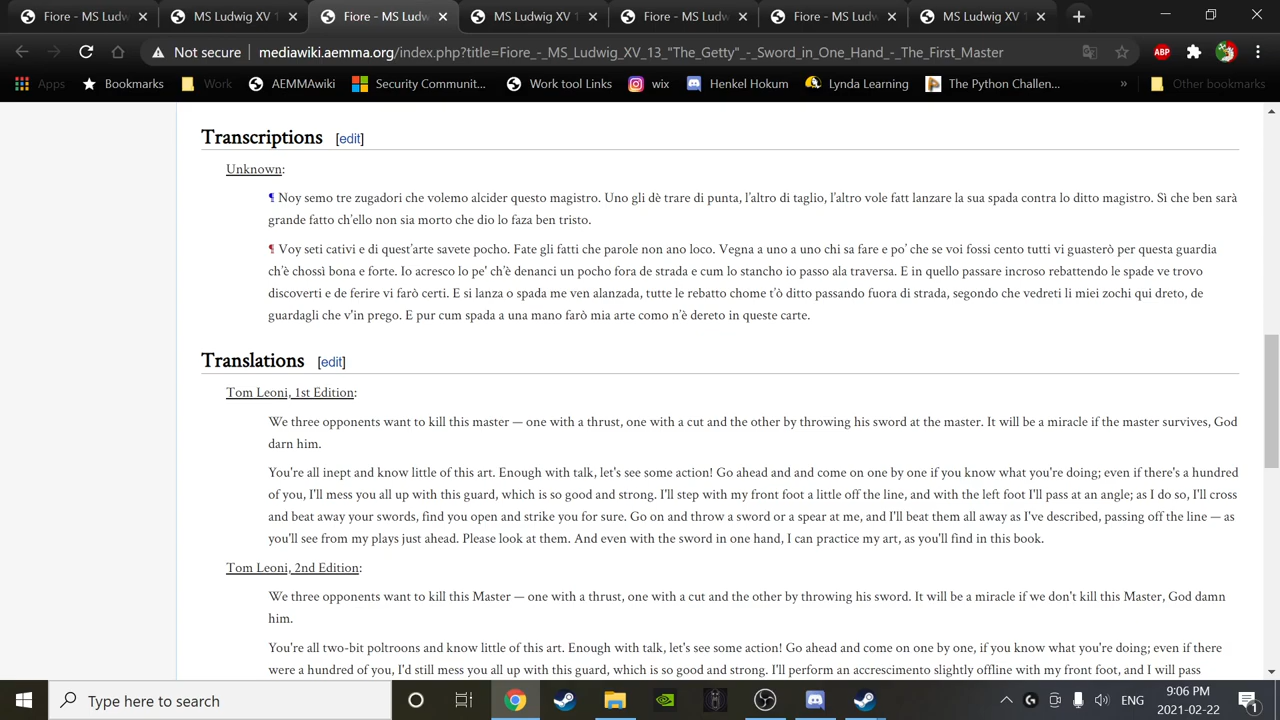 Fiore - MS Ludw
MS Ludwig XV 1
Fiore - MS Ludw
MS Ludwig XV 1
Fiore - MS Ludw
Fiore - MS Ludw
MS Ludwig XV 1
Not secure
mediawiki.aemma.org/index.php?title=Fiore_-_MS_Ludwig_XV_13_"The_Getty"_-_Sword_in_One_Hand_-_The_First_Master
ABP
Apps
Bookmarks
Work
AEMMAwiki
Security Communit...
Work tool Links
wix
Henkel Hokum
Lynda Learning
The Python Challen...
»
Other bookmarks
Transcriptions [edit]
Unknown:
¶ Noy semo tre zugadori che volemo alcider questo magistro. Uno gli dè trare di punta, l'altro di taglio, l'altro vole fatt lanzare la sua spada contra lo ditto magistro. Sì che ben sarà
grande fatto ch'ello non sia morto che dio lo faza ben tristo.
¶ Voy seti cativi e di quest'arte savete pocho. Fate gli fatti che parole non ano loco. Vegna a uno a uno chi sa fare e po' che se voi fossi cento tutti vi guasterò per questa guardia
ch'è chossì bona e forte. Io acresco lo pe' ch'è denanci un pocho fora de strada e cum lo stancho io passo ala traversa. E in quello passare incroso rebattendo le spade ve trovo
discoverti e de ferire vi farò certi. E si lanza o spada me ven alanzada, tutte le rebatto chome t'ò ditto passando fuora di strada, segondo che vedreti li miei zochi qui dreto, de
guardagli che v'in prego. E pur cum spada a una mano farò mia arte como n'è dereto in queste carte.
Translations [edit]
Tom Leoni, 1st Edition:
We three opponents want to kill this master — one with a thrust, one with a cut and the other by throwing his sword at the master. It will be a miracle if the master survives, God
darn him.
You're all inept and know little of this art. Enough with talk, let's see some action! Go ahead and and come on one by one if you know what you're doing; even if there's a hundred
of you, I'll mess you all up with this guard, which is so good and strong. I'll step with my front foot a little off the line, and with the left foot I'll pass at an angle; as I do so, I'll cross
and beat away your swords, find you open and strike you for sure. Go on and throw a sword or a spear at me, and I'll beat them all away as I've described, passing off the line — as
you'll see from my plays just ahead. Please look at them. And even with the sword in one hand, I can practice my art, as you'll find in this book.
Tom Leoni, 2nd Edition:
We three opponents want to kill this Master — one with a thrust, one with a cut and the other by throwing his sword. It will be a miracle if we don't kill this Master, God damn
him.
You're all two-bit poltroons and know little of this art. Enough with talk, let's see some action! Go ahead and come on one by one, if you know what you're doing; even if there
were a hundred of you, I'd still mess you all up with this guard, which is so good and strong. I'll perform an accrescimento slightly offline with my front foot, and I will pass
Type here to search
ENG
9:06 PM
2021-02-22
1